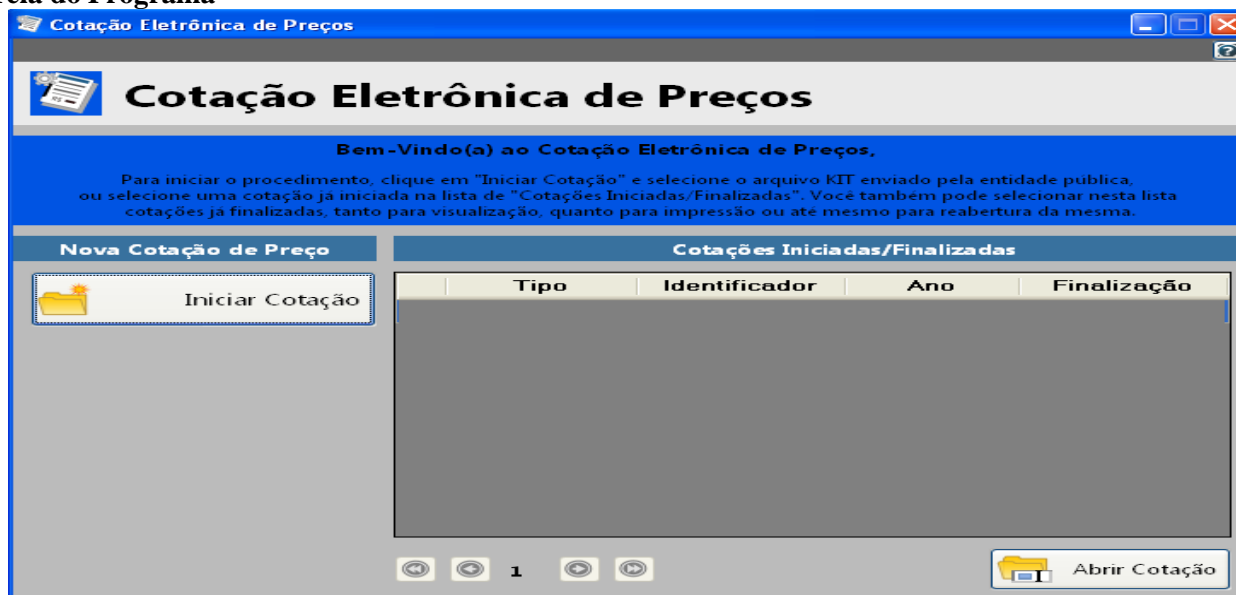 do Programa
Cotação Eletrônica de Preços
Cotação Eletrônica de Preços
Bem-Vindo(a) ao Cotação Eletrônica de Preços,
Para iniciar o procedimento, clique em "Iniciar Cotação" e selecione o arquivo KIT enviado pela entidade pública,
ou selecione uma cotação já iniciada na lista de "Cotações Iniciadas/Finalizadas". Você também pode selecionar nesta lista
cotações já finalizadas, tanto para visualização, quanto para impressão ou até mesmo para reabertura da mesma.
Nova Cotação de Preço
Cotações Iniciadas/Finalizadas
Iniciar Cotação
Tipo Identificador Ano Finalização
1
Abrir Cotação